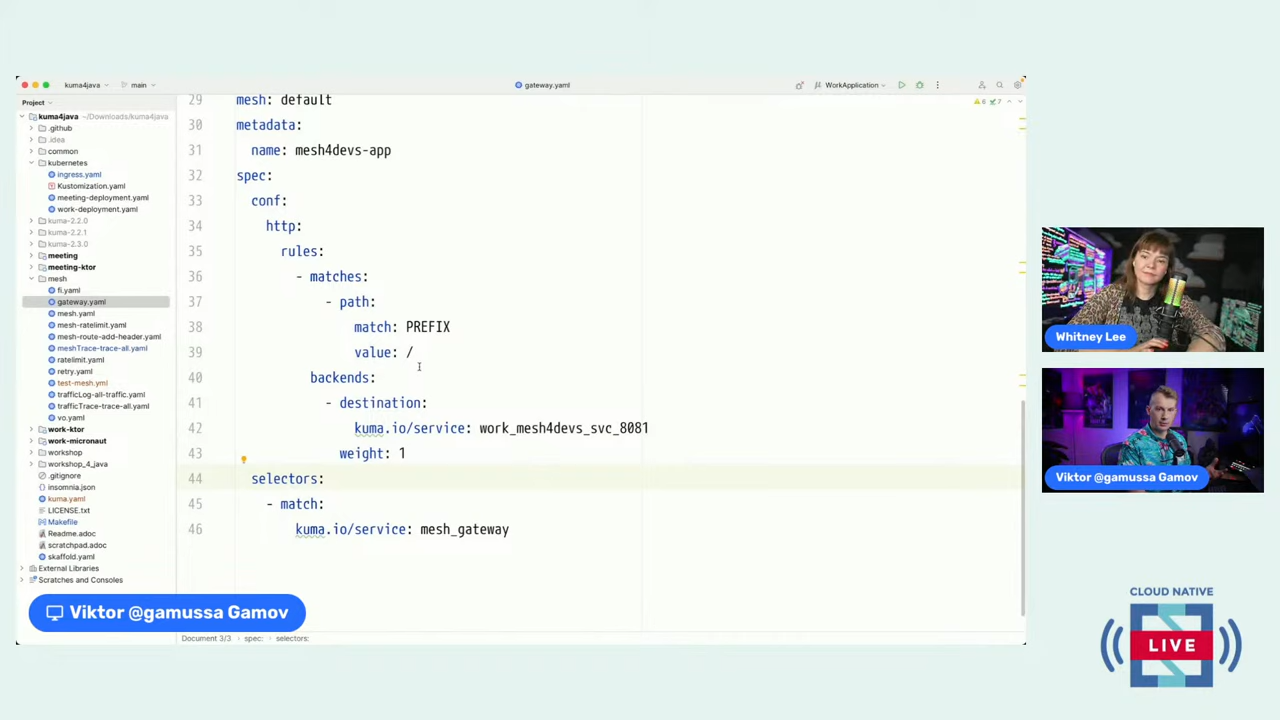 kuma4java
main
gateway.yaml
WorkApplication
Project
kuma4java ~/Downloads/kuma4java
.github
.idea
common
kubernetes
ingress.yaml
Kustomization.yaml
meeting-deployment.yaml
work-deployment.yaml
kuma-2.2.0
kuma-2.2.1
kuma-2.3.0
meeting
meeting-ktor
mesh
fi.yaml
gateway.yaml
mesh.yaml
mesh-ratelimit.yaml
mesh-route-add-header.yaml
meshTrace-trace-all.yaml
ratelimit.yaml
retry.yaml
test-mesh.yml
trafficLog-all-traffic.yaml
trafficTrace-trace-all.yaml
vo.yaml
work-ktor
work-micronaut
workshop
workshop_4_java
.gitignore
insomnia.json
kuma.yaml
LICENSE.txt
Makefile
Readme.adoc
scratchpad.adoc
skaffold.yaml
External Libraries
Scratches and Consoles
6 7
29 mesh: default
30 metadata:
31 name: mesh4devs-app
32 spec:
33 conf:
34 http:
35 rules:
36 - matches:
37 - path:
38 match: PREFIX
39 value: /
40 backends:
41 - destination:
42 kuma.io/service: work_mesh4devs_svc_8081
43 weight: 1
44 selectors:
45 - match:
46 kuma.io/service: mesh_gateway
Document 3/3 spec: selectors:
Viktor @gamussa Gamov
Whitney Lee
Viktor @gamussa Gamov
CLOUD NATIVE
LIVE